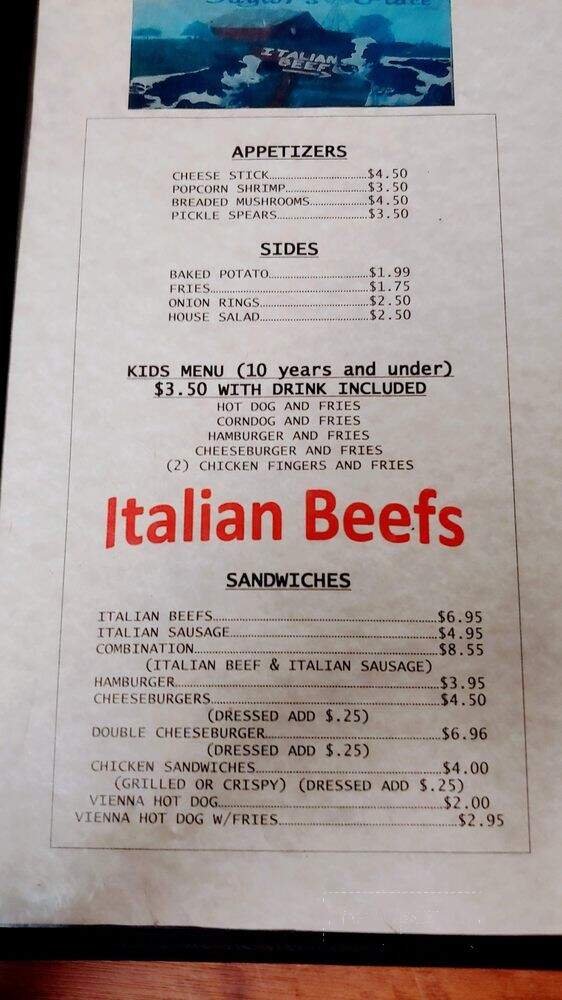 Place
ITALIAN
BEEF
APPETIZERS
CHEESE STICK.............................$4.50
POPCORN SHRIMP........................$3.50
BREADED MUSHROOMS.................$4.50
PICKLE SPEARS...........................$3.50
SIDES
BAKED POTATO.............................$1.99
FRIES...............................................$1.75
ONION RINGS................................$2.50
HOUSE SALAD................................$2.50
KIDS MENU (10 years and under)
$3.50 WITH DRINK INCLUDED
HOT DOG AND FRIES
CORNDOG AND FRIES
HAMBURGER AND FRIES
CHEESEBURGER AND FRIES
(2) CHICKEN FINGERS AND FRIES
Italian Beefs
SANDWICHES
ITALIAN BEEFS................................................................$6.95
ITALIAN SAUSAGE...........................................................$4.95
COMBINATION.....................................................................$8.55
(ITALIAN BEEF & ITALIAN SAUSAGE)
HAMBURGER..........................................................................$3.95
CHEESEBURGERS................................................................$4.50
(DRESSED ADD $.25)
DOUBLE CHEESEBURGER..................................................$6.96
(DRESSED ADD $.25)
CHICKEN SANDWICHES....................................................$4.00
(GRILLED OR CRISPY) (DRESSED ADD $.25)
VIENNA HOT DOG................................................................$2.00
VIENNA HOT DOG W/FRIES.................................................$2.95